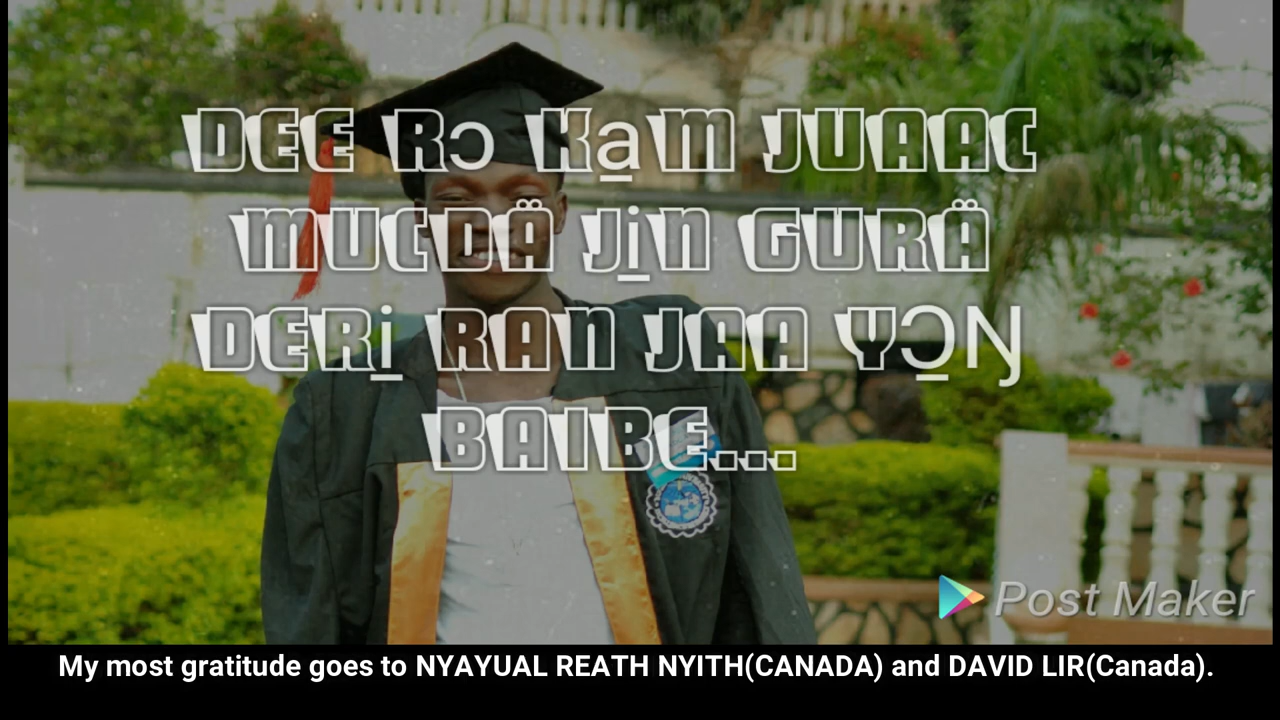 DEE Rɔ Ka̱M JUAAC
MUCDÄ Ji̱N GURÄ
DERi̱ RAN JAA Yɔ̱Ŋ
BAIBE...
Post Maker
My most gratitude goes to NYAYUAL REATH NYITH(CANADA) and DAVID LIR(Canada).